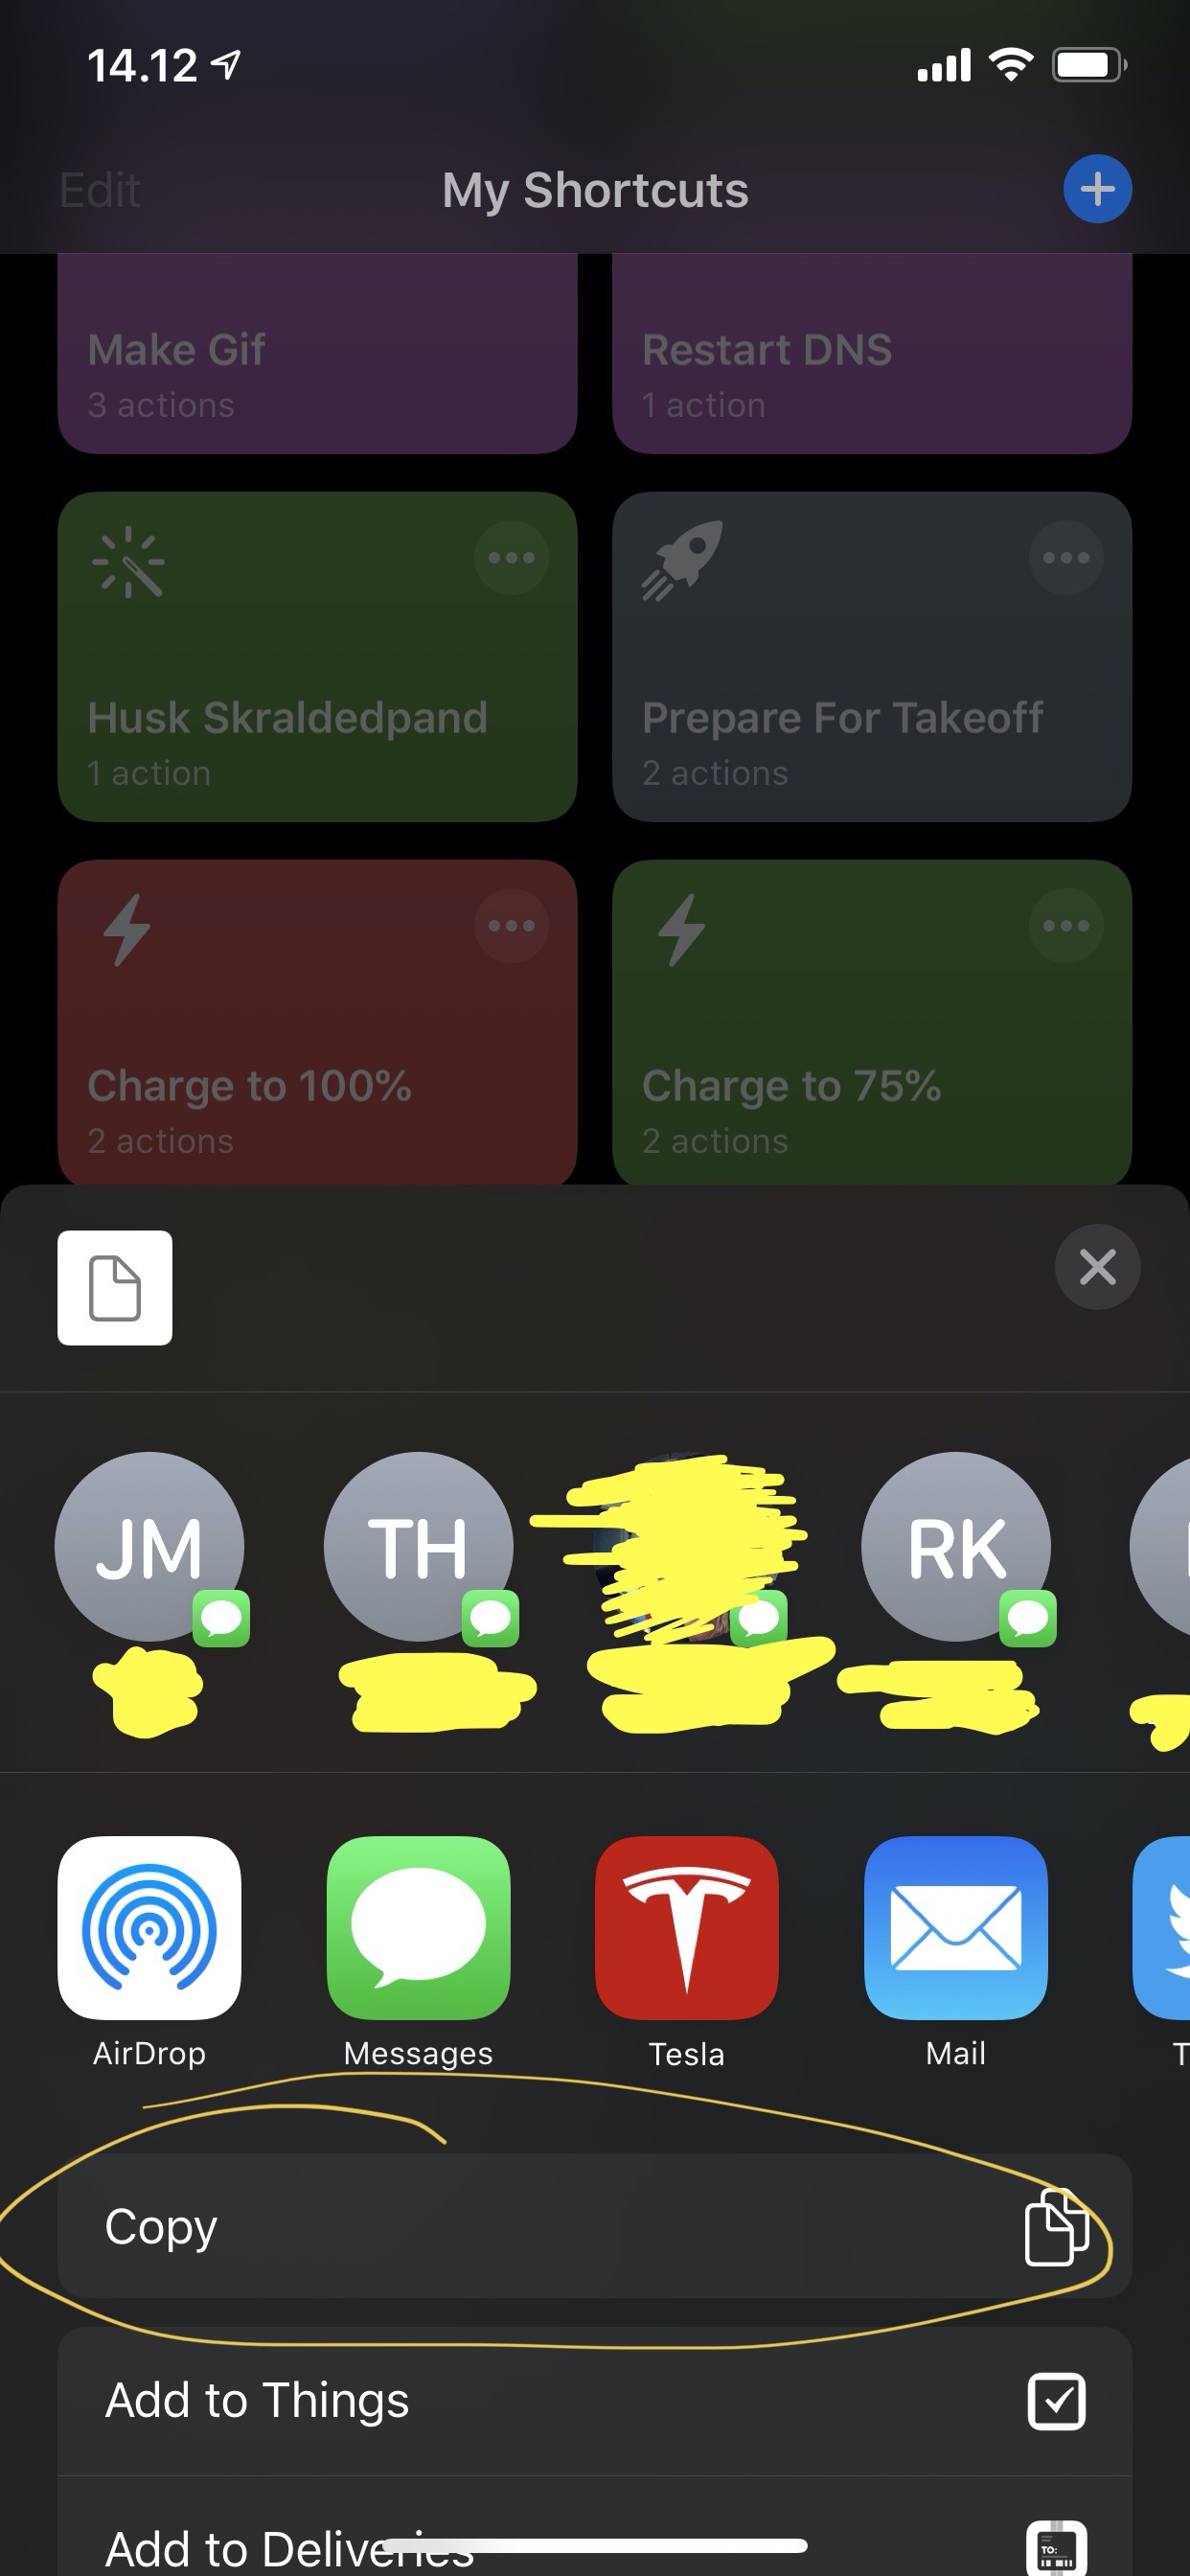 14.12
Edit
My Shortcuts
Make Gif
3 actions
Restart DNS
1 action
Husk Skraldedpand
1 action
Prepare For Takeoff
2 actions
Charge to 100%
2 actions
Charge to 75%
2 actions
JM
TH
RK
AirDrop
Messages
Tesla
Mail
T
Copy
Add to Things
Add to Deliveries
TO: